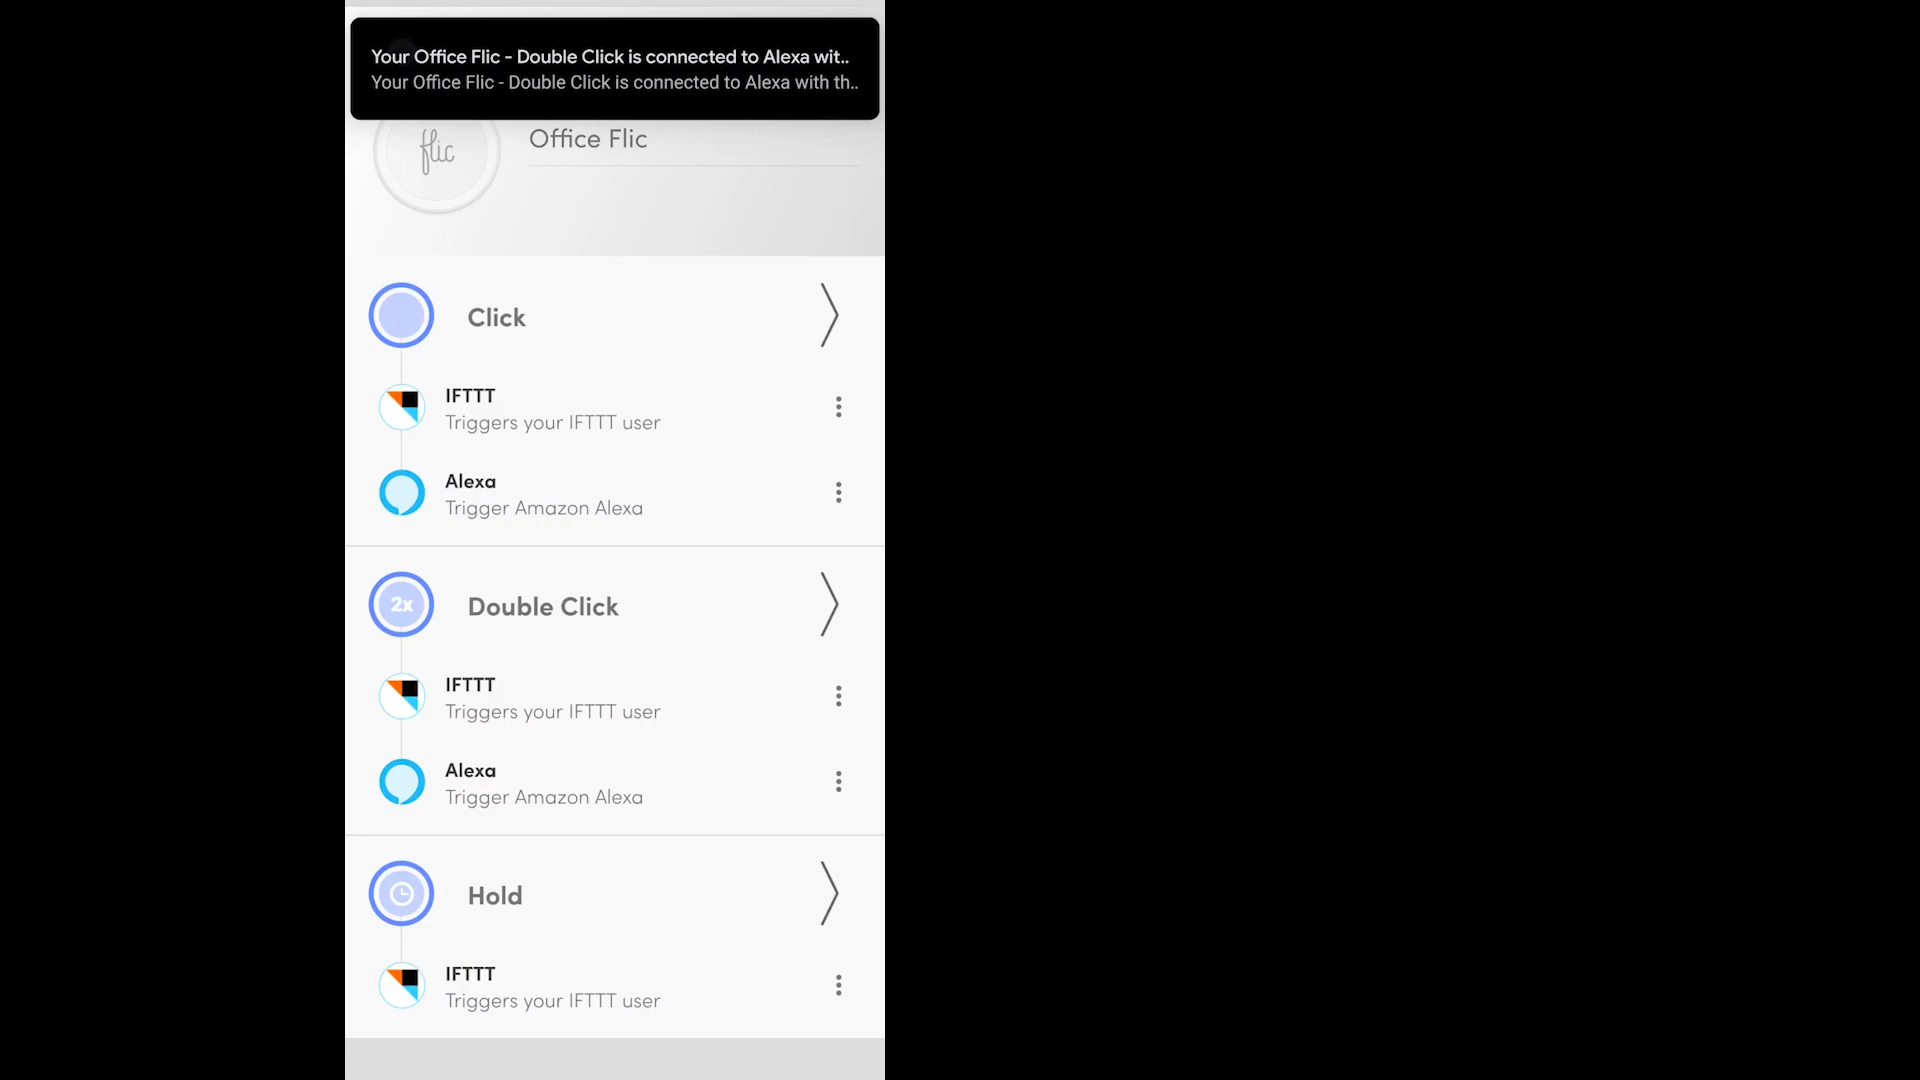 Your Office Flic - Double Click is connected to Alexa wit..
Your Office Flic - Double Click is connected to Alexa with th..
flic
Office Flic
Click
IFTTT
Triggers your IFTTT user
Alexa
Trigger Amazon Alexa
2x
Double Click
IFTTT
Triggers your IFTTT user
Alexa
Trigger Amazon Alexa
Hold
IFTTT
Triggers your IFTTT user